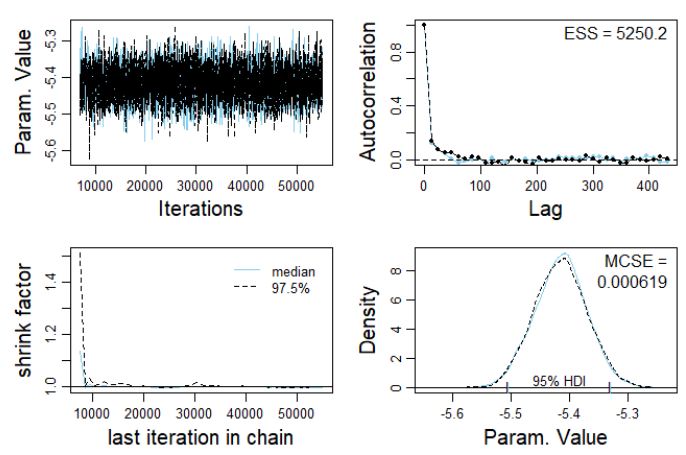 Param. Value
-5.3
-5.4
-5.5
-5.6
10000 20000 30000 40000 50000
Iterations
Autocorrelation
0.8
0.4
0.0
ESS = 5250.2
0 100 200 300 400
Lag
shrink factor
1.4
1.2
1.0
median
97.5%
10000 20000 30000 40000 50000
last iteration in chain
Density
8
6
4
2
0
MCSE =
0.000619
95% HDI
-5.6 -5.5 -5.4 -5.3
Param. Value